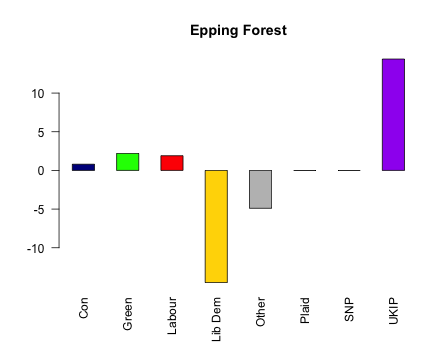 Epping Forest
10
5
0
-5
-10
Con
Green
Labour
Lib Dem
Other
Plaid
SNP
UKIP